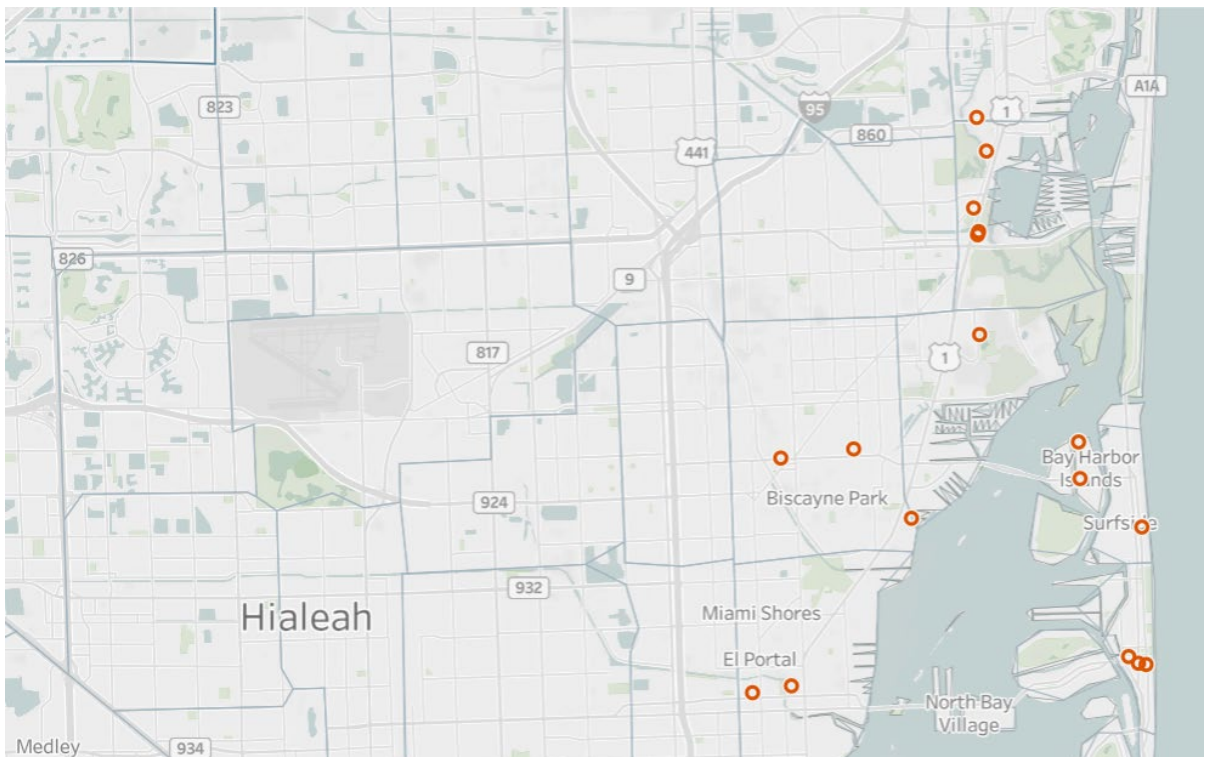 A1A
823
95
1
860
441
826
9
817
1
Bay Harbor
Islands
924
Biscayne Park
Surfside
932
Hialeah
Miami Shores
El Portal
North Bay
Village
Medley
934